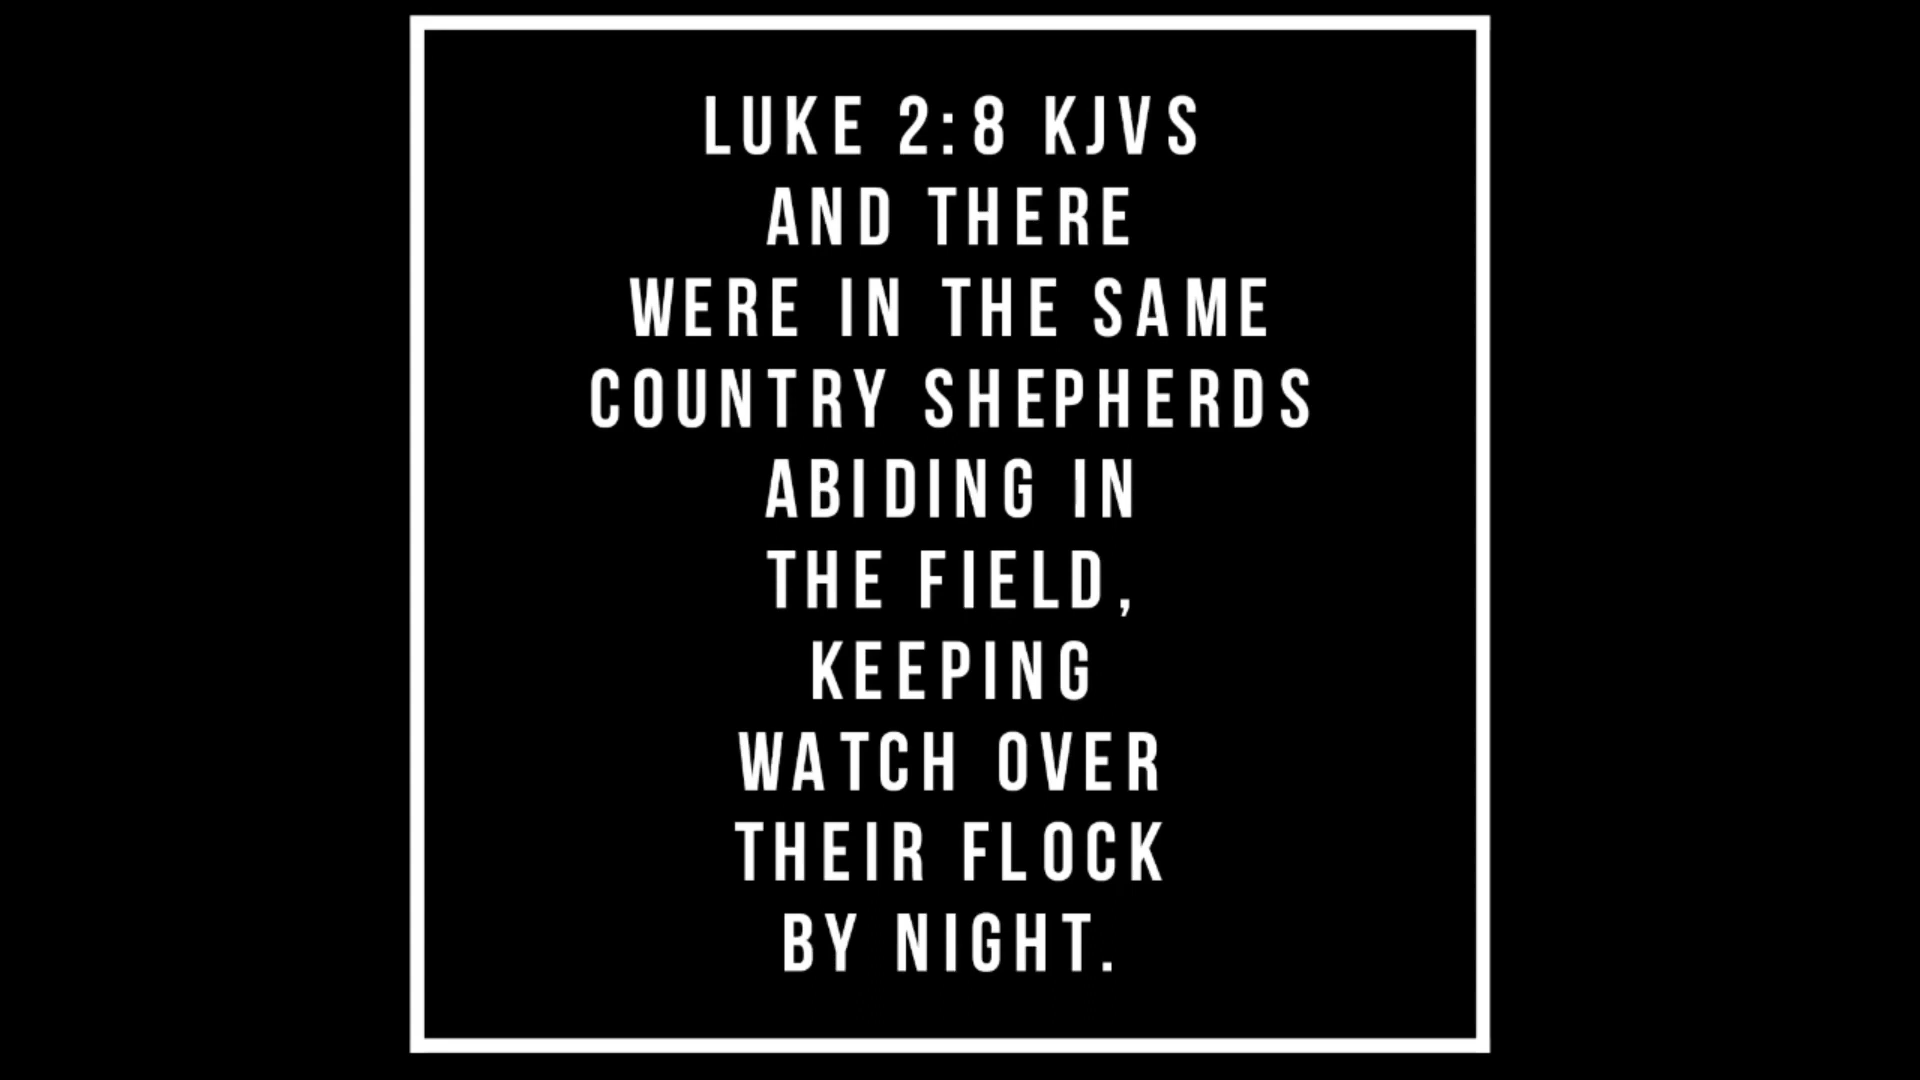 LUKE 2:8 KJVS
AND THERE
WERE IN THE SAME
COUNTRY SHEPHERDS
ABIDING IN
THE FIELD,
KEEPING
WATCH OVER
THEIR FLOCK
BY NIGHT.